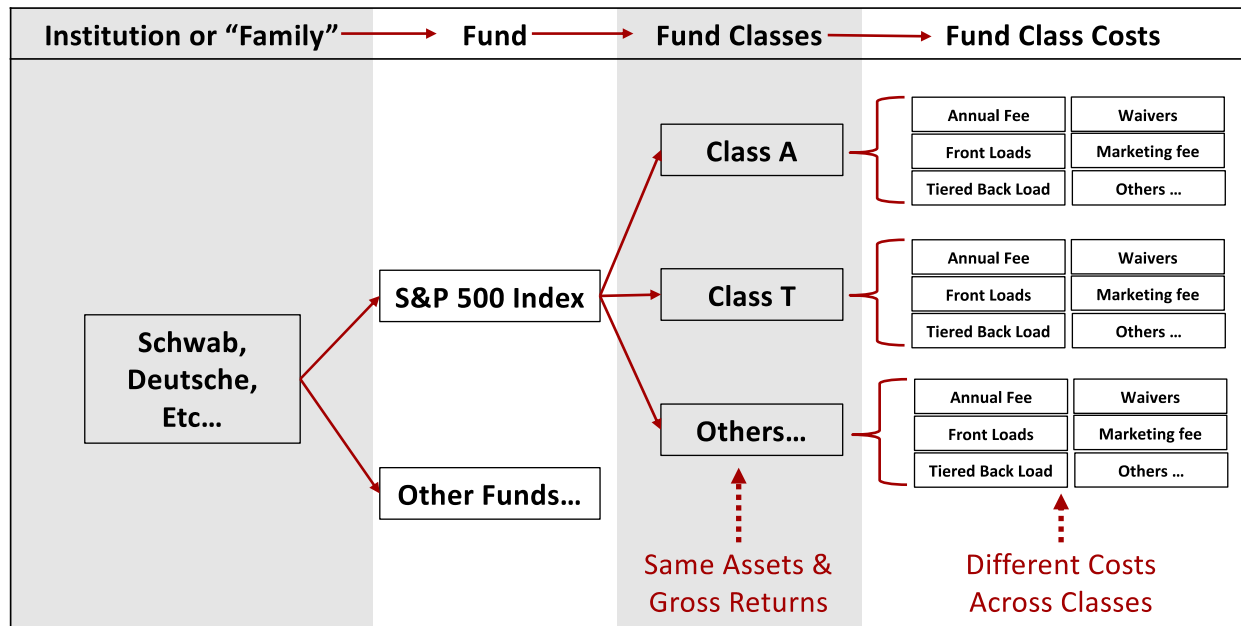 Institution or “Family”
Fund
Fund Classes
Fund Class Costs
Schwab,
Deutsche,
Etc…
S&P 500 Index
Other Funds…
Class A
Class T
Others…
Same Assets &
Gross Returns
Annual Fee
Waivers
Front Loads
Marketing fee
Tiered Back Load
Others …
Annual Fee
Waivers
Front Loads
Marketing fee
Tiered Back Load
Others …
Annual Fee
Waivers
Front Loads
Marketing fee
Tiered Back Load
Others …
Different Costs
Across Classes